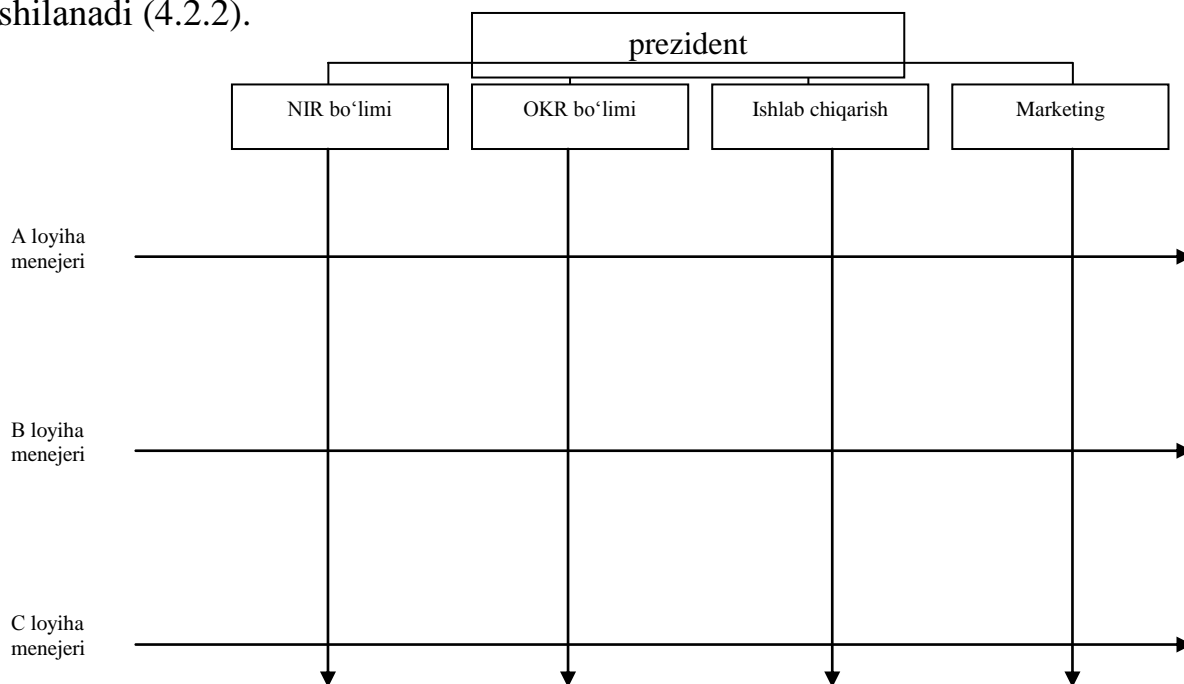 shilanadi (4.2.2).
prezident
NIR bo‘limi
OKR bo‘limi
Ishlab chiqarish
Marketing
A loyiha
menejeri
B loyiha
menejeri
C loyiha
menejeri